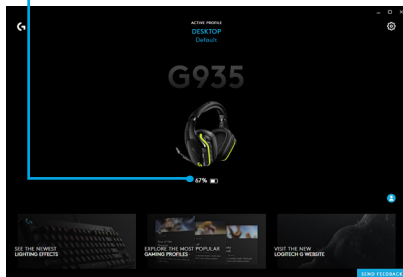 ACTIVE PROFILE
DESKTOP
Default
G935
67%
SEE THE NEWEST
LIGHTING EFFECTS
EXPLORE THE MOST POPULAR
GAMING PROFILES
VISIT THE NEW
LOGITECH G WEBSITE
SEND FEEDBACK